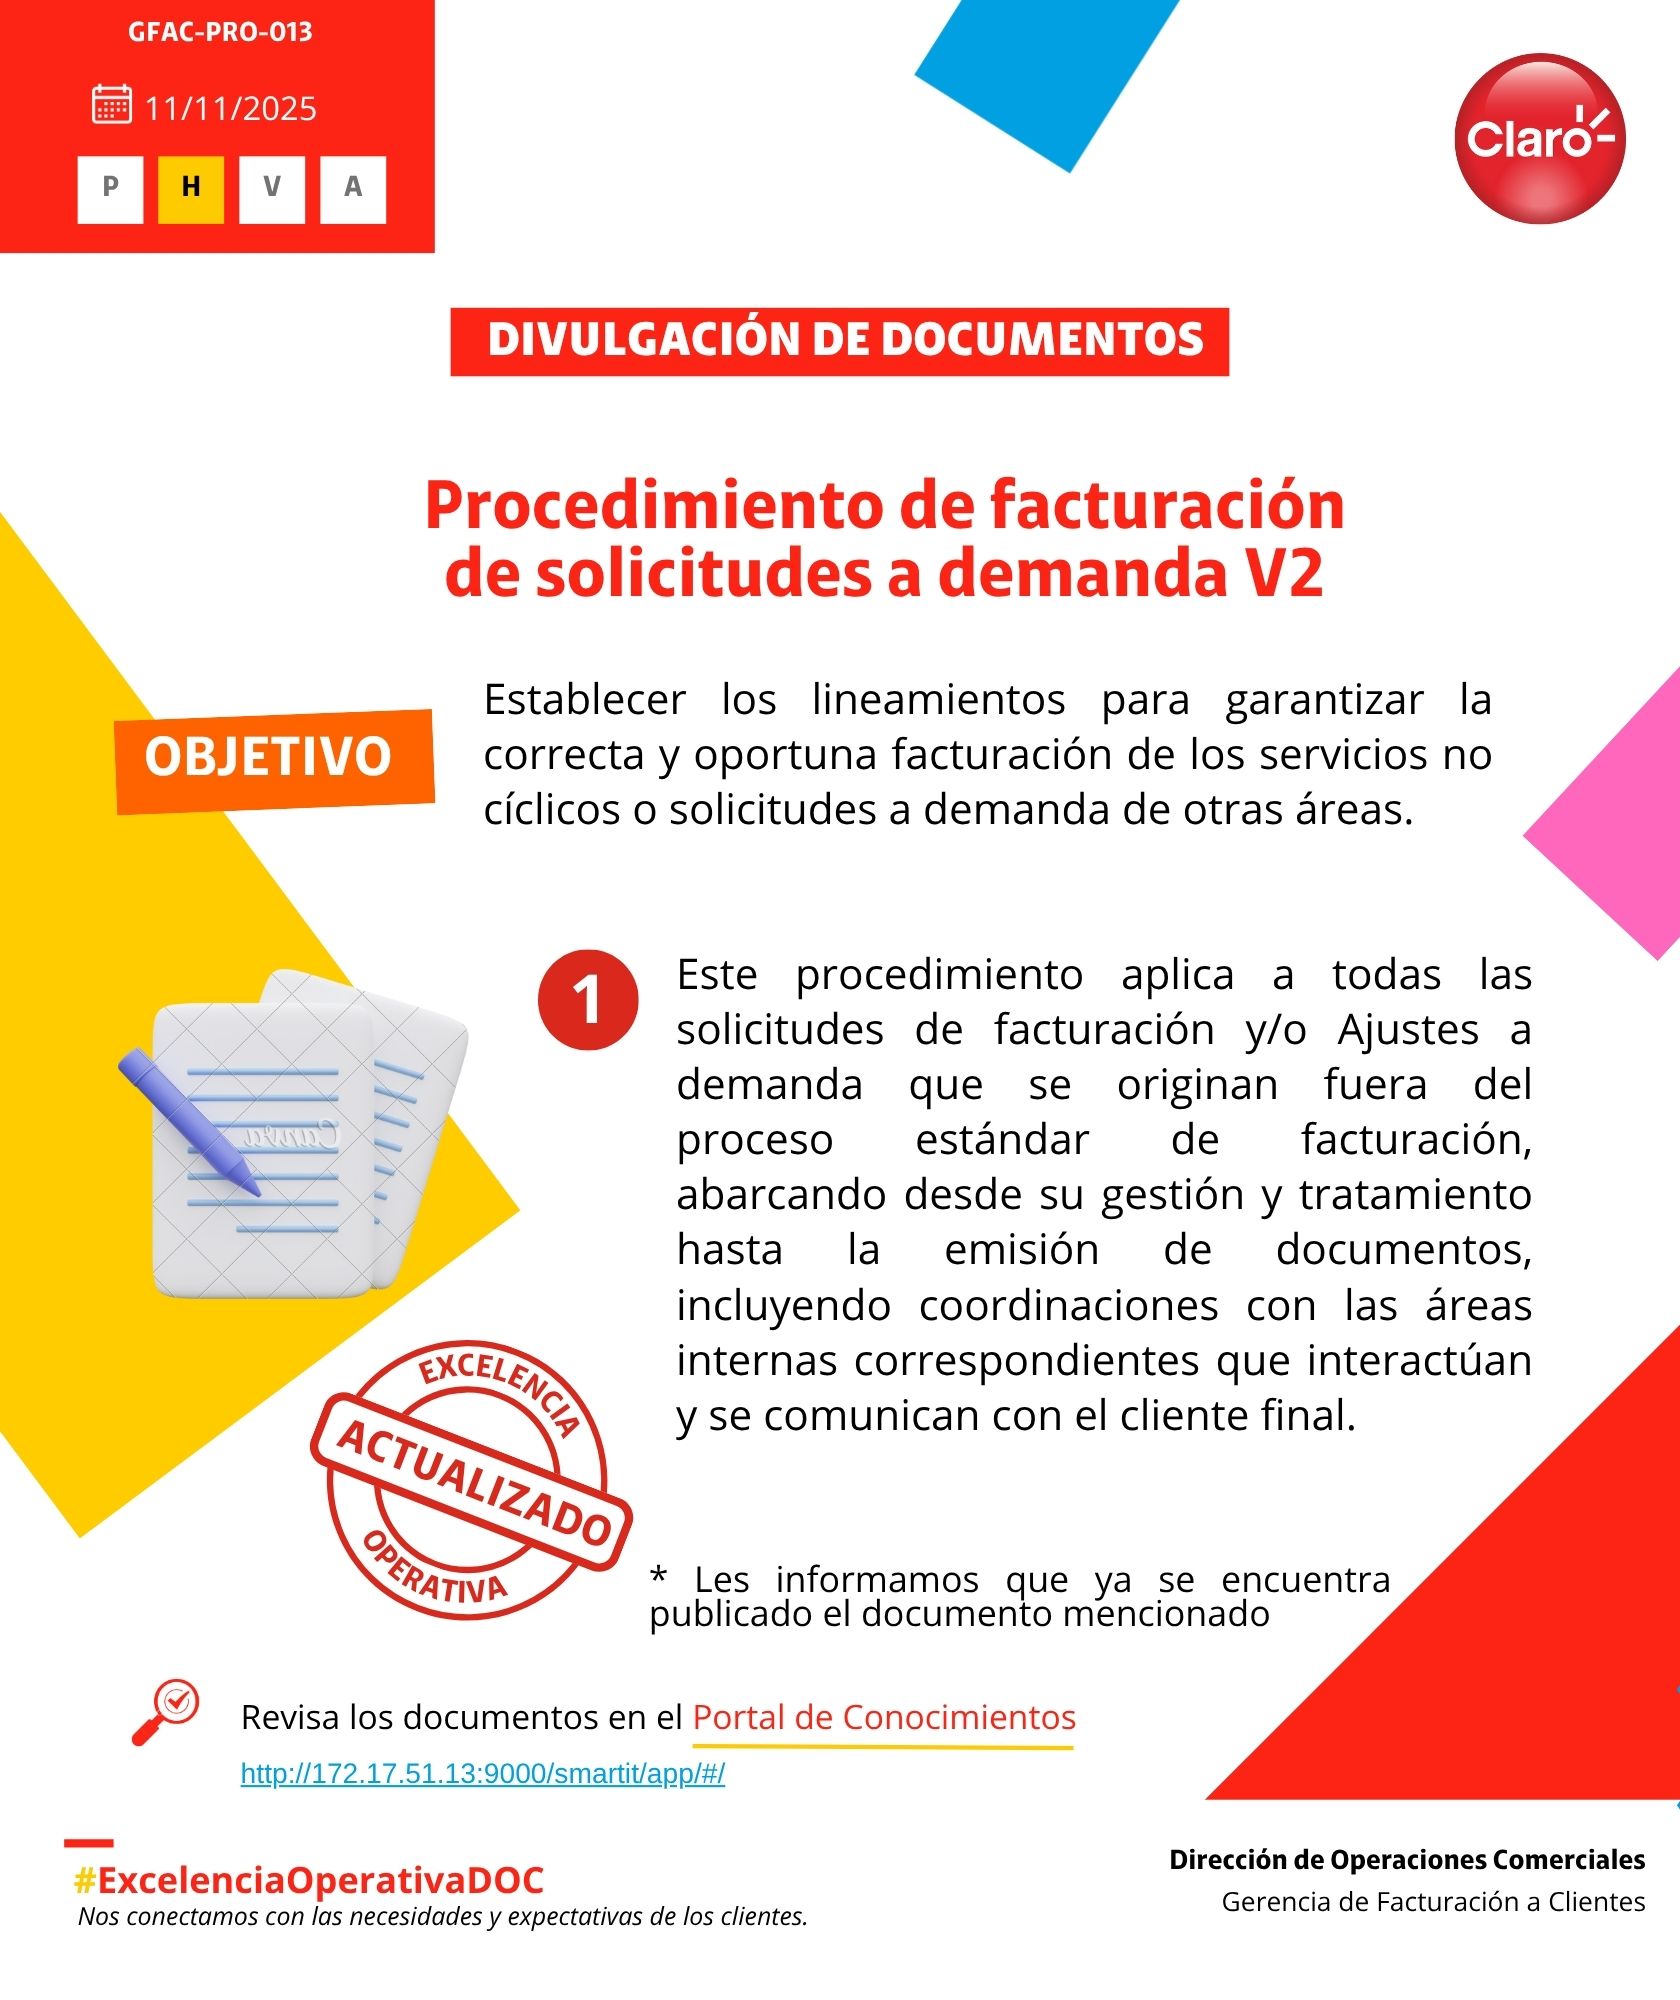 GFAC-PRO-013
11/11/2025
P H V A
Claro
DIVULGACIÓN DE DOCUMENTOS
Procedimiento de facturación
de solicitudes a demanda V2
OBJETIVO
Establecer los lineamientos para garantizar la
correcta y oportuna facturación de los servicios no
cíclicos o solicitudes a demanda de otras áreas.
1
Este procedimiento aplica a todas las
solicitudes de facturación y/o Ajustes a
demanda que se originan fuera del
proceso estándar de facturación,
abarcando desde su gestión y tratamiento
hasta la emisión de documentos,
incluyendo coordinaciones con las áreas
internas correspondientes que interactúan
y se comunican con el cliente final.
Canva
EXCELENCIA
ACTUALIZADO
OPERATIVA
* Les informamos que ya se encuentra
publicado el documento mencionado
Revisa los documentos en el Portal de Conocimientos
http://172.17.51.13:9000/smartit/app/#/
#ExcelenciaOperativaDOC
Nos conectamos con las necesidades y expectativas de los clientes.
Dirección de Operaciones Comerciales
Gerencia de Facturación a Clientes